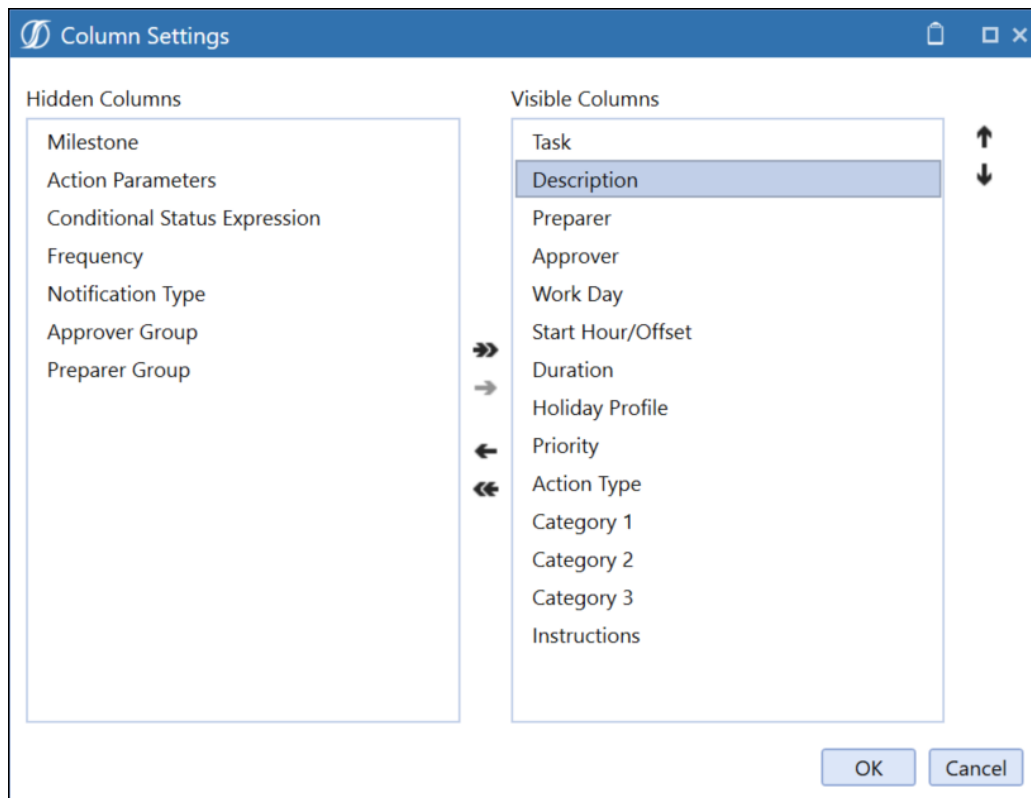 Column Settings
Hidden Columns
Milestone
Action Parameters
Conditional Status Expression
Frequency
Notification Type
Approver Group
Preparer Group
Visible Columns
Task
Description
Preparer
Approver
Work Day
Start Hour/Offset
Duration
Holiday Profile
Priority
Action Type
Category 1
Category 2
Category 3
Instructions
OK
Cancel